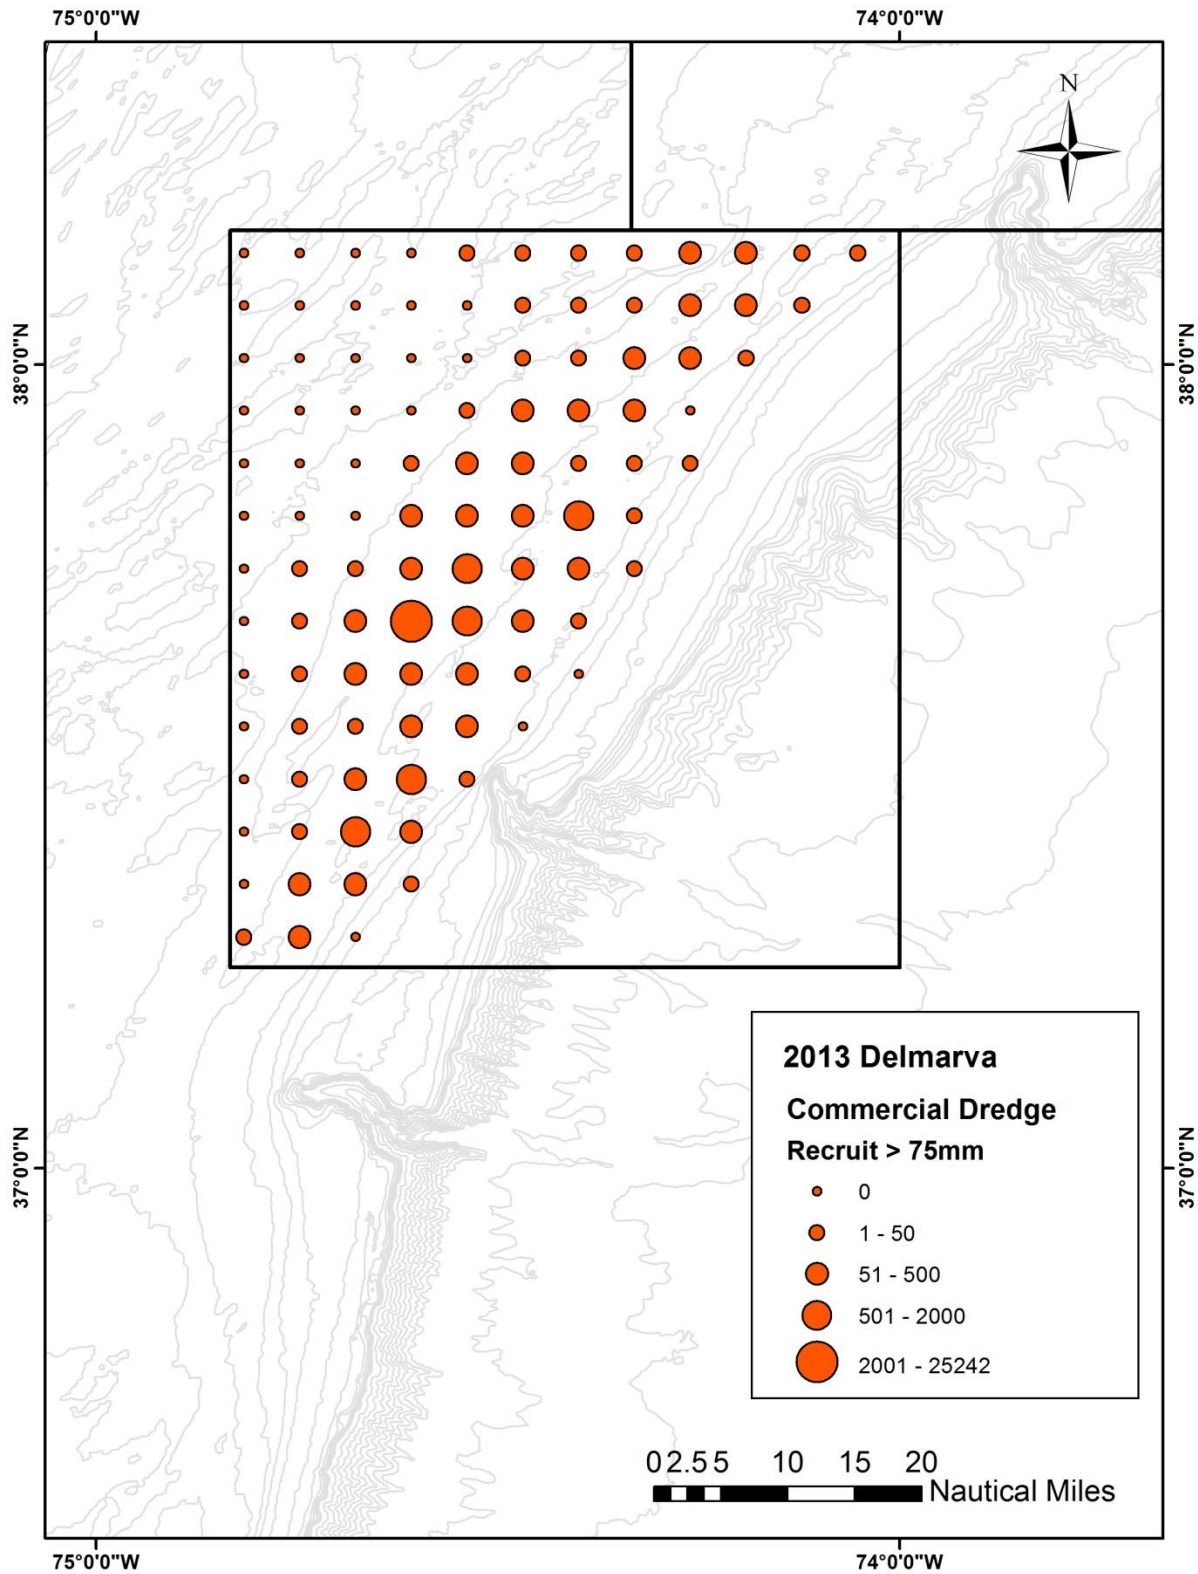 75°0'0"W 74°0'0"W
N
38°0'0"N 38°0'0"N
37°0'0"N 37°0'0"N
2013 Delmarva
Commercial Dredge
Recruit > 75mm
0
1 - 50
51 - 500
501 - 2000
2001 - 25242
0 2.5 5 10 15 20
Nautical Miles
75°0'0"W 74°0'0"W